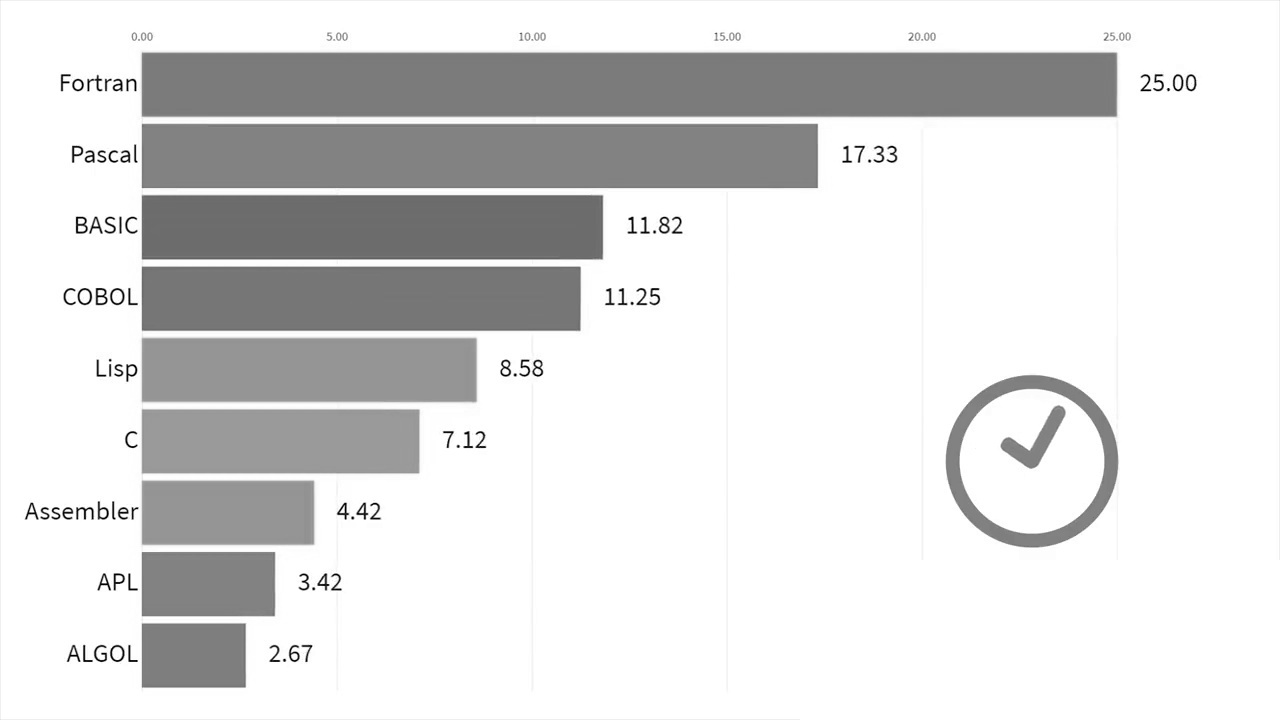 0.00 5.00 10.00 15.00 20.00 25.00
Fortran 25.00
Pascal 17.33
BASIC 11.82
COBOL 11.25
Lisp 8.58
C 7.12
Assembler 4.42
APL 3.42
ALGOL 2.67